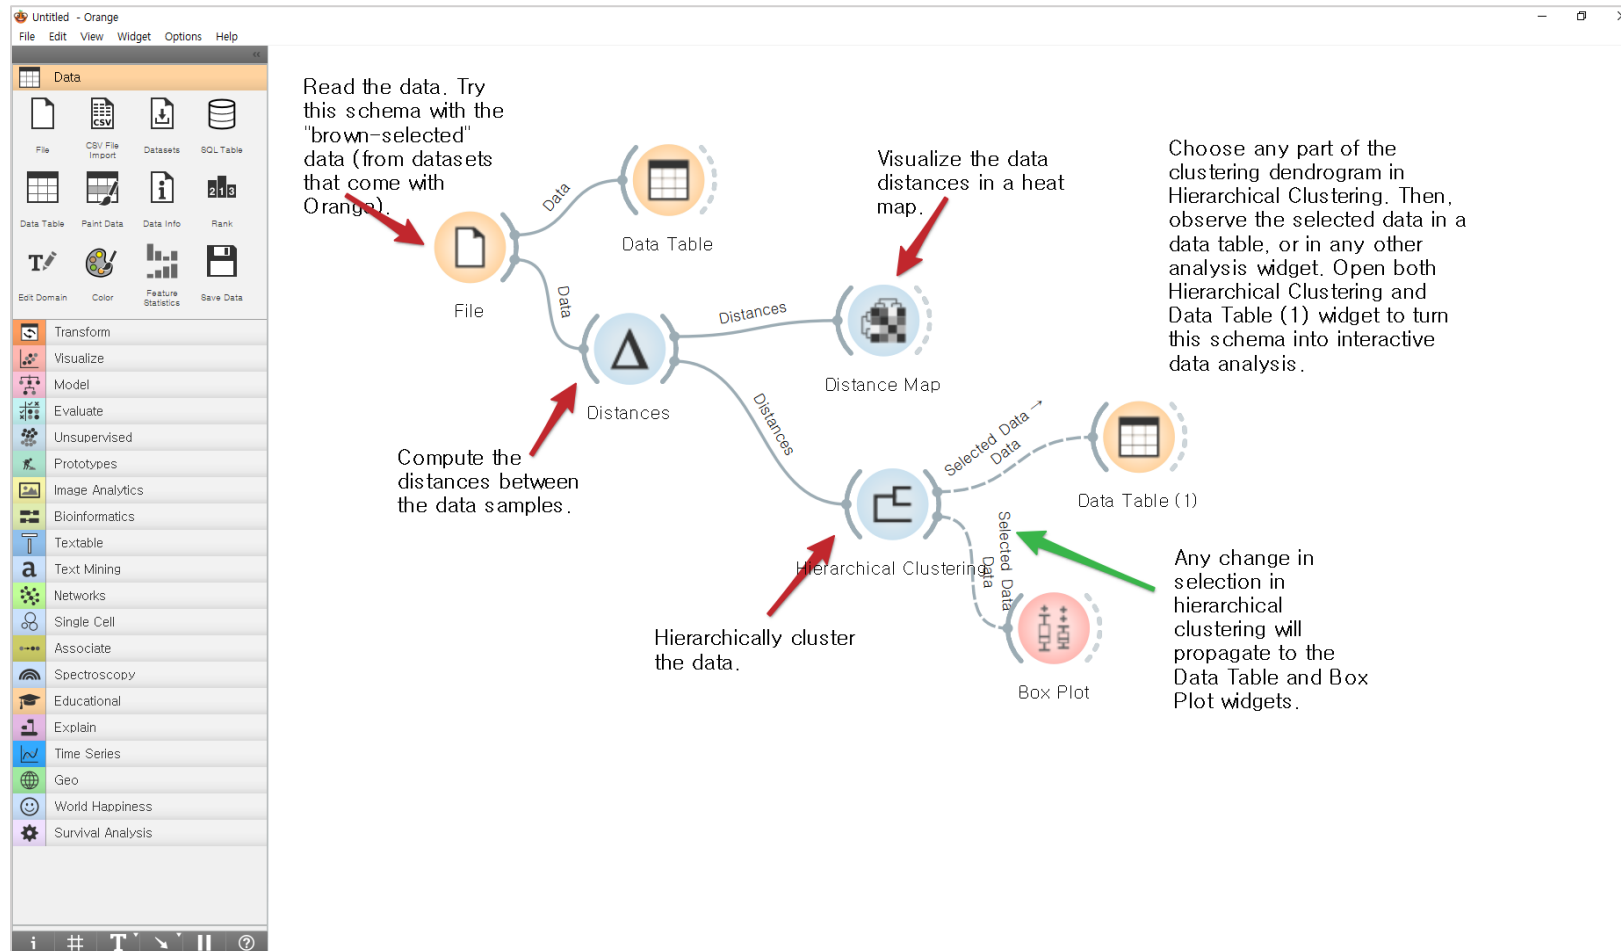 Untitled - Orange
File Edit View Widget Options Help
Data
File
CSV File
Import
Datasets
SQL Table
Data Table
Paint Data
Data Info
Rank
Edit Domain
Color
Feature
Statistics
Save Data
Transform
Visualize
Model
Evaluate
Unsupervised
Prototypes
Image Analytics
Bioinformatics
Textable
Text Mining
Networks
Single Cell
Associate
Spectroscopy
Educational
Explain
Time Series
Geo
World Happiness
Survival Analysis
Read the data. Try
this schema with the
"brown-selected"
data (from datasets
that come with
Orange).
File
Data
Data
Data Table
Distances
Compute the
distances between
the data samples.
Distances
Distances
Visualize the data
distances in a heat
map.
Distance Map
Hierarchical Clustering
Hierarchically cluster
the data.
Selected Data →
Data
Selected Data
Data
Choose any part of the
clustering dendrogram in
Hierarchical Clustering. Then,
observe the selected data in a
data table, or in any other
analysis widget. Open both
Hierarchical Clustering and
Data Table (1) widget to turn
this schema into interactive
data analysis.
Data Table (1)
Any change in
selection in
hierarchical
clustering will
propagate to the
Data Table and Box
Plot widgets.
Box Plot